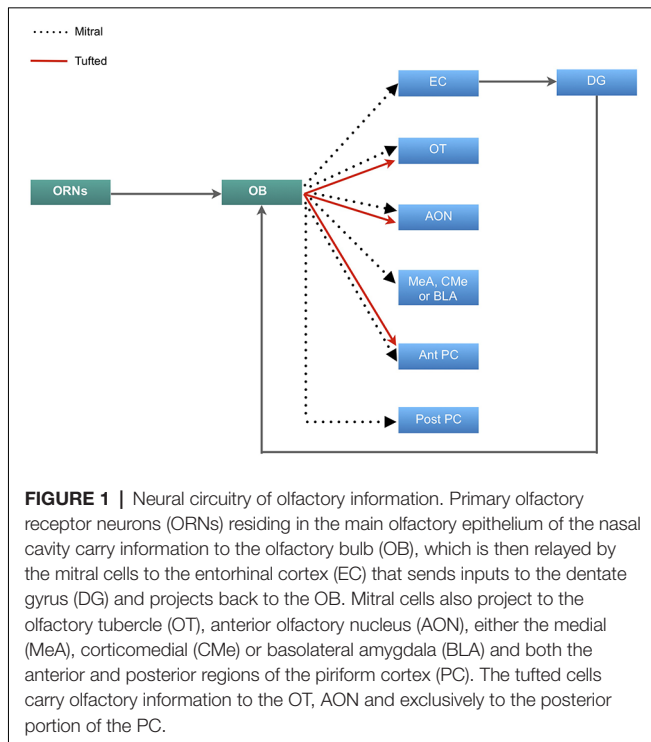 Mitral
Tufted
EC
DG
OT
ORNs
OB
AON
MeA, CMe
or BLA
Ant PC
Post PC
FIGURE 1 | Neural circuitry of olfactory information. Primary olfactory
receptor neurons (ORNs) residing in the main olfactory epithelium of the nasal
cavity carry information to the olfactory bulb (OB), which is then relayed by
the mitral cells to the entorhinal cortex (EC) that sends inputs to the dentate
gyrus (DG) and projects back to the OB. Mitral cells also project to the
olfactory tubercle (OT), anterior olfactory nucleus (AON), either the medial
(MeA), corticomedial (CMe) or basolateral amygdala (BLA) and both the
anterior and posterior regions of the piriform cortex (PC). The tufted cells
carry olfactory information to the OT, AON and exclusively to the posterior
portion of the PC.